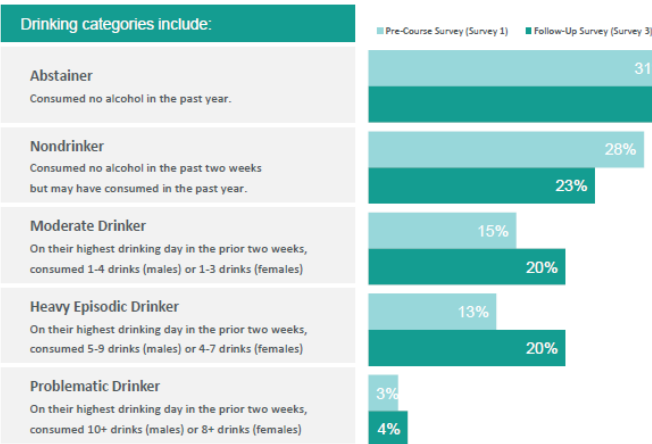 Drinking categories include:
Pre-Course Survey (Survey 1) Follow-Up Survey (Survey 3)
Abstainer
Consumed no alcohol in the past year.
31
Nondrinker
Consumed no alcohol in the past two weeks
but may have consumed in the past year.
28%
23%
Moderate Drinker
On their highest drinking day in the prior two weeks,
consumed 1-4 drinks (males) or 1-3 drinks (females)
15%
20%
Heavy Episodic Drinker
On their highest drinking day in the prior two weeks,
consumed 5-9 drinks (males) or 4-7 drinks (females)
13%
20%
Problematic Drinker
On their highest drinking day in the prior two weeks,
consumed 10+ drinks (males) or 8+ drinks (females)
3%
4%